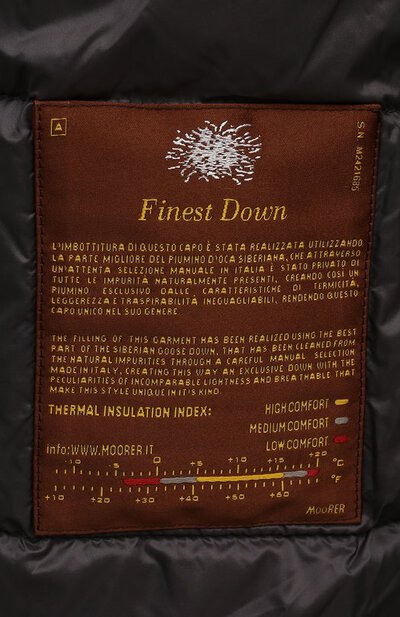 A
S.N. M2421685
Finest Down
L'IMBOTTITURA DI QUESTO CAPO È STATA REALIZZATA UTILIZZANDO
LA PARTE MIGLIORE DEL PIUMINO D'OCA SIBERIANA, CHE ATTRAVERSO
UN'ATTENTA SELEZIONE MANUALE IN ITALIA È STATO PRIVATO DI
TUTTE LE IMPURITÀ NATURALMENTE PRESENTI, CREANDO COSÌ UN
PIUMINO ESCLUSIVO DALLE CARATTERISTICHE DI TERMICITÀ,
LEGGEREZZA E TRASPIRABILITÀ INEGUAGLIABILI, RENDENDO QUESTO
CAPO UNICO NEL SUO GENERE.
THE FILLING OF THIS GARMENT HAS BEEN REALIZED USING THE BEST
PART OF THE SIBERIAN GOOSE DOWN, THAT HAS BEEN CLEANED FROM
THE NATURAL IMPURITIES THROUGH A CAREFUL MANUAL SELECTION
MADE IN ITALY, CREATING THIS WAY AN EXCLUSIVE DOWN WITH THE
PECULIARITIES OF INCOMPARABLE LIGHTNESS AND BREATHABLE THAT
MAKE THIS STYLE UNIQUE IN IT'S KIND.
THERMAL INSULATION INDEX:
HIGH COMFORT
MEDIUM COMFORT
LOW COMFORT
info: WWW.MOORER.IT
-10 0 +5 +10 +20 °C
+10 +20 +30 +40 +50 +60 °F
MOORER